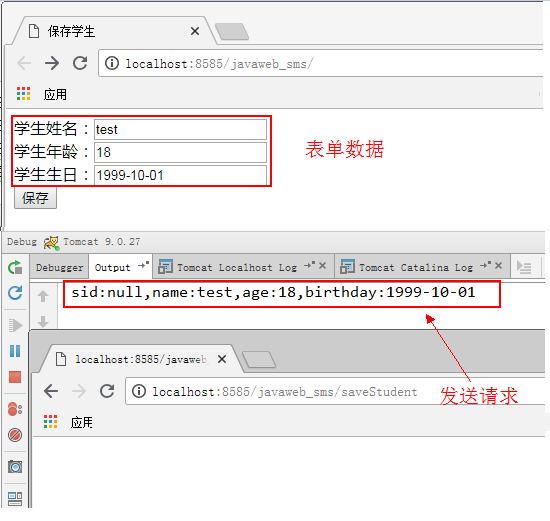 保存学生
localhost:8585/javaweb_sms/
应用
学生姓名：test
学生年龄：18
学生生日：1999-10-01
保存
表单数据
Debug Tomcat 9.0.27
Debugger Output Tomcat Localhost Log Tomcat Catalina Log
sid:null,name:test,age:18,birthday:1999-10-01
localhost:8585/javaweb
localhost:8585/javaweb_sms/saveStudent
发送请求
应用